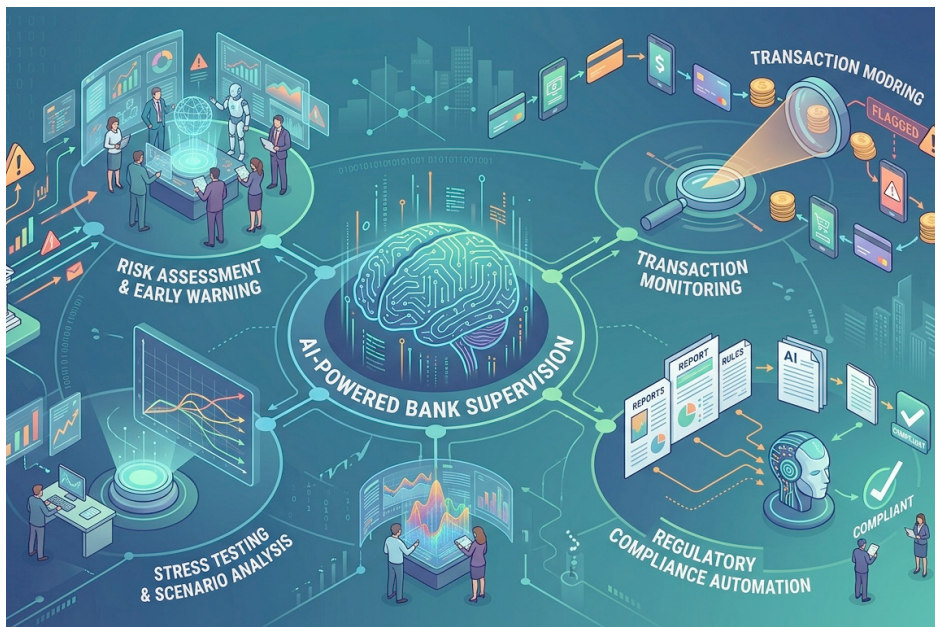 TRANSACTION MODRING
FLAGGED
$
RISK ASSESSMENT
& EARLY WARNING
TRANSACTION
MONITORING
AI-POWERED BANK SUPERVISION
REPORTS
REPORT
RULES
AI
COMPLIANT
COMPLIANT
STRESS TESTING
& SCENARIO ANALYSIS
REGULATORY
COMPLIANCE AUTOMATION